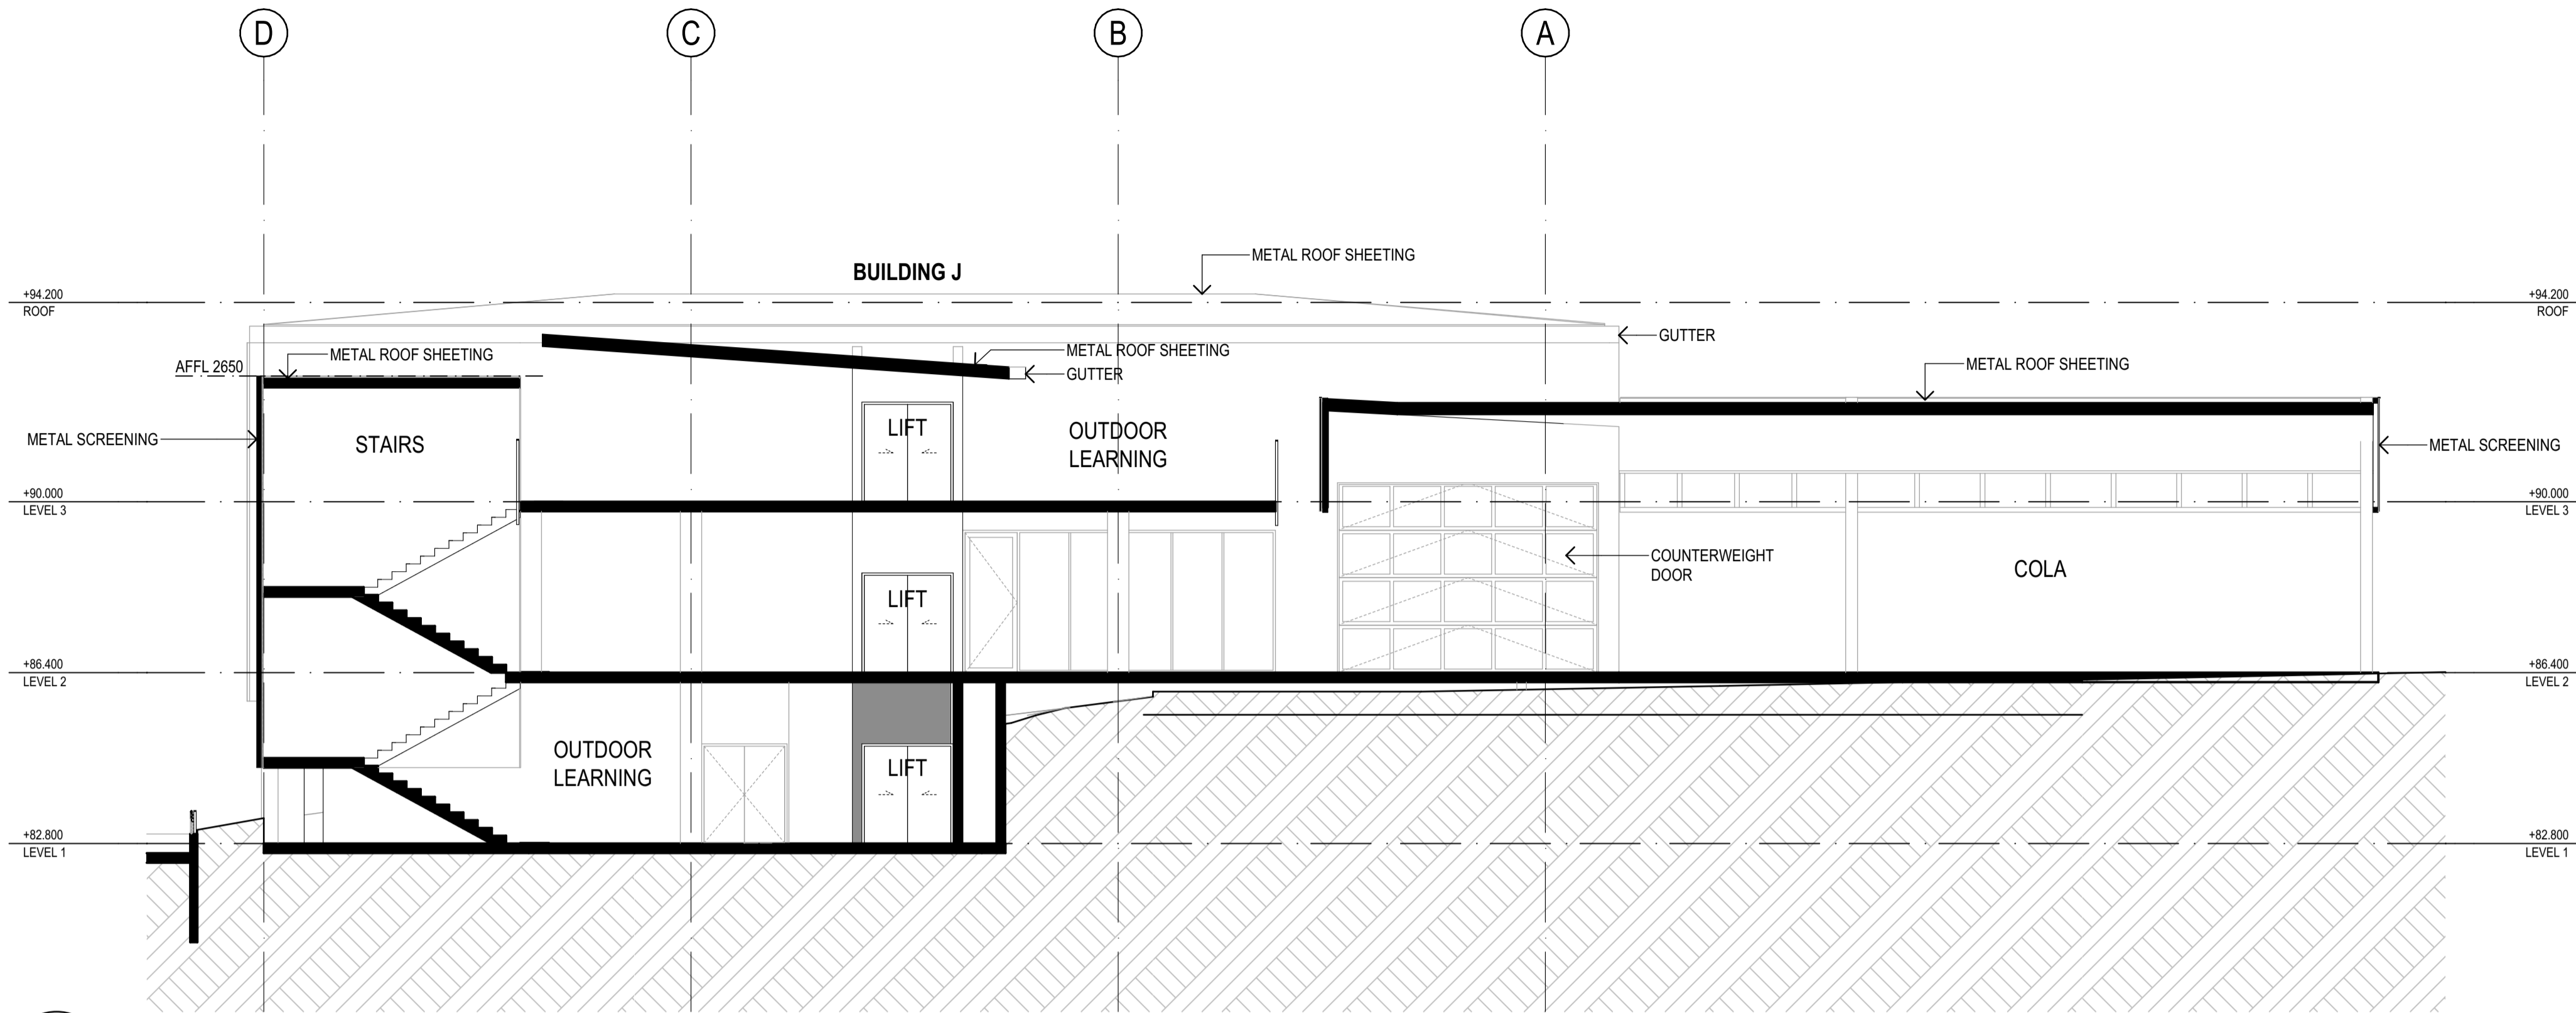 D
C
B
A
METAL ROOF SHEETING
BUILDING J
+94.200
ROOF
+94.200
ROOF
GUTTER
METAL ROOF SHEETING
METAL ROOF SHEETING
AFFL 2650
METAL ROOF SHEETING
GUTTER
METAL SCREENING
STAIRS
LIFT
OUTDOOR
LEARNING
METAL SCREENING
+90.000
LEVEL 3
+90.000
LEVEL 3
COUNTERWEIGHT
DOOR
COLA
LIFT
+86.400
LEVEL 2
+86.400
LEVEL 2
OUTDOOR
LEARNING
LIFT
+82.800
LEVEL 1
+82.800
LEVEL 1